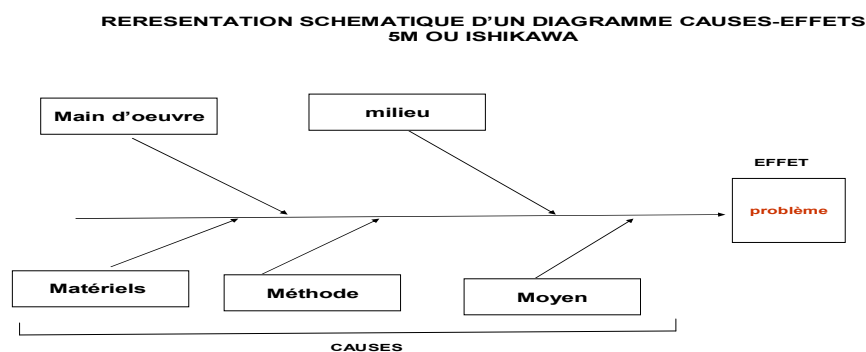 RERESENTATION SCHEMATIQUE D'UN DIAGRAMME CAUSES-EFFETS
5M OU ISHIKAWA
Main d'oeuvre
milieu
EFFET
problème
Matériels
Méthode
Moyen
CAUSES